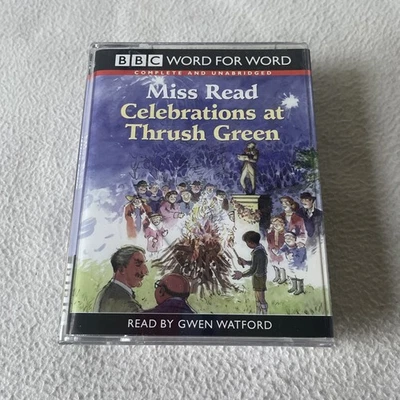 BBC WORD FOR WORD
COMPLETE AND UNABRIDGED
Miss Read
Celebrations at
Thrush Green
READ BY GWEN WATFORD